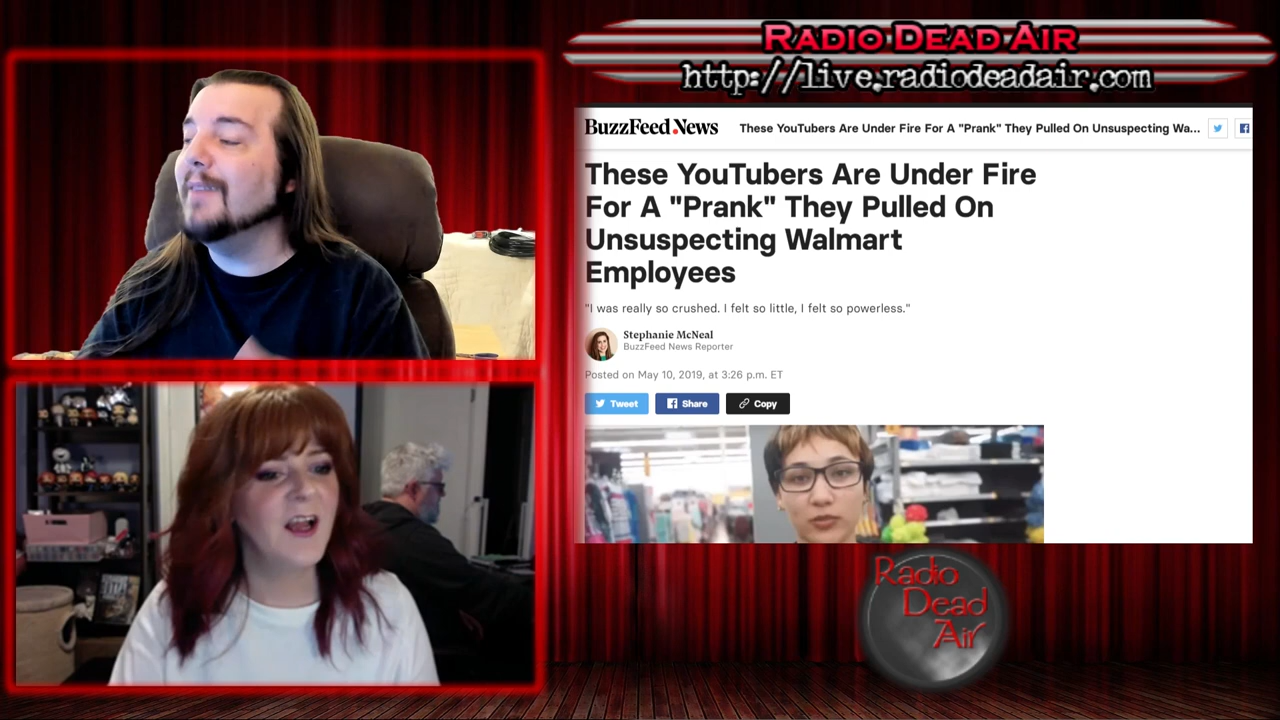 Radio Dead Air
http://live.radiodeadair.com
BuzzFeed News
These YouTubers Are Under Fire For A "Prank" They Pulled On Unsuspecting Wa...
These YouTubers Are Under Fire
For A "Prank" They Pulled On
Unsuspecting Walmart
Employees
"I was really so crushed. I felt so little, I felt so powerless."
Stephanie McNeal
BuzzFeed News Reporter
Posted on May 10, 2019, at 3:26 p.m. ET
Tweet
Share
Copy
Radio
Dead
Air